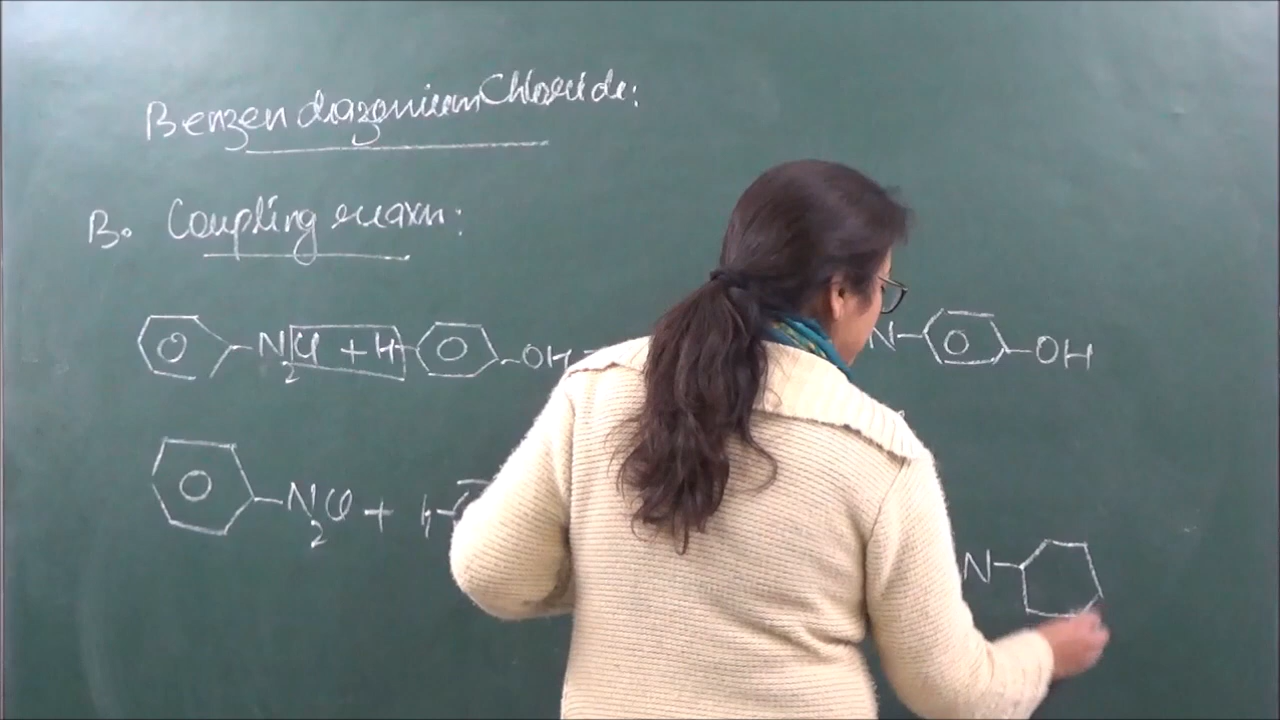 Benzen diazonium Chloride:
B. Coupling reaxn:
N2Cl + H OH N OH
N2Cl + H N